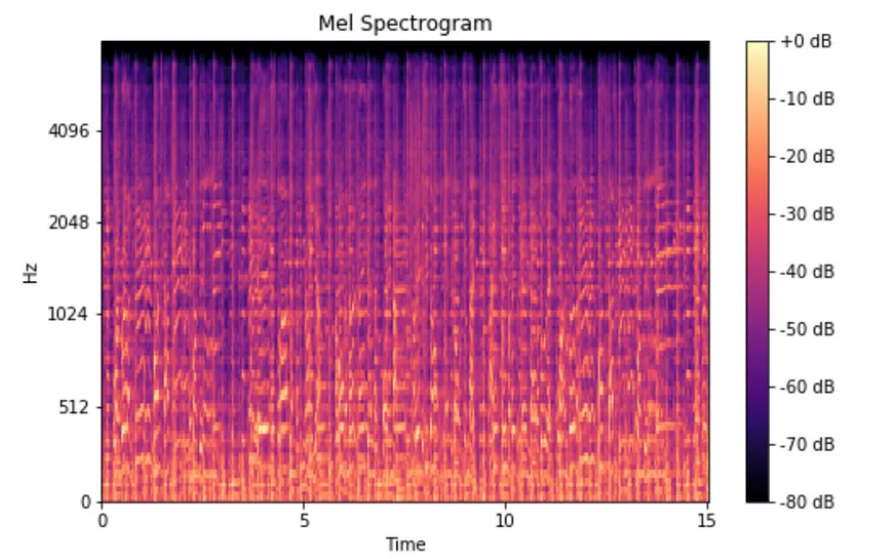 Mel Spectrogram
+0 dB
-10 dB
4096
-20 dB
2048
-30 dB
Hz
-40 dB
1024
-50 dB
512
-60 dB
-70 dB
0
-80 dB
0 5 10 15
Time